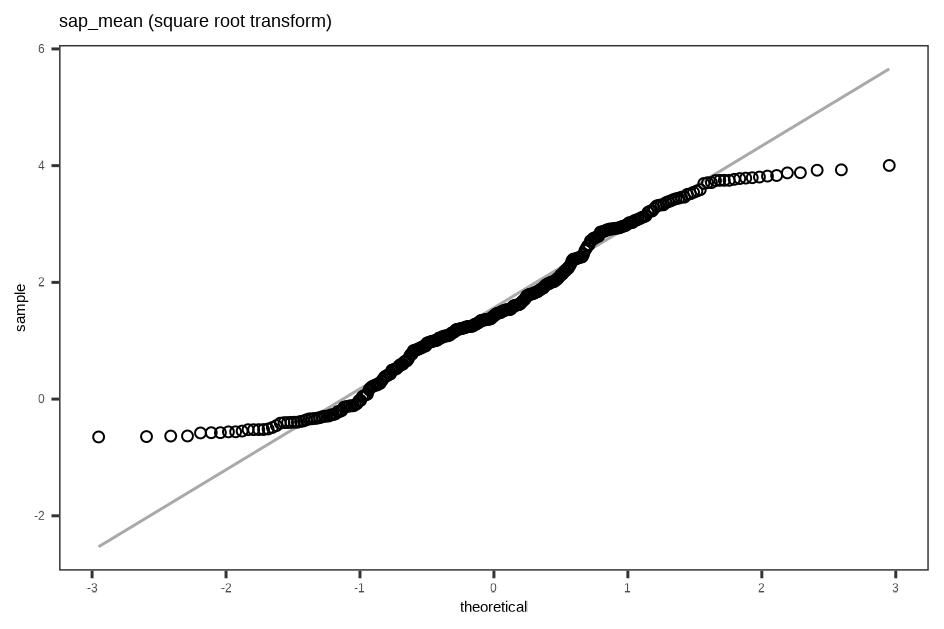 sap_mean (square root transform)
6
4
2
0
-2
sample
-3 -2 -1 0 1 2 3
theoretical